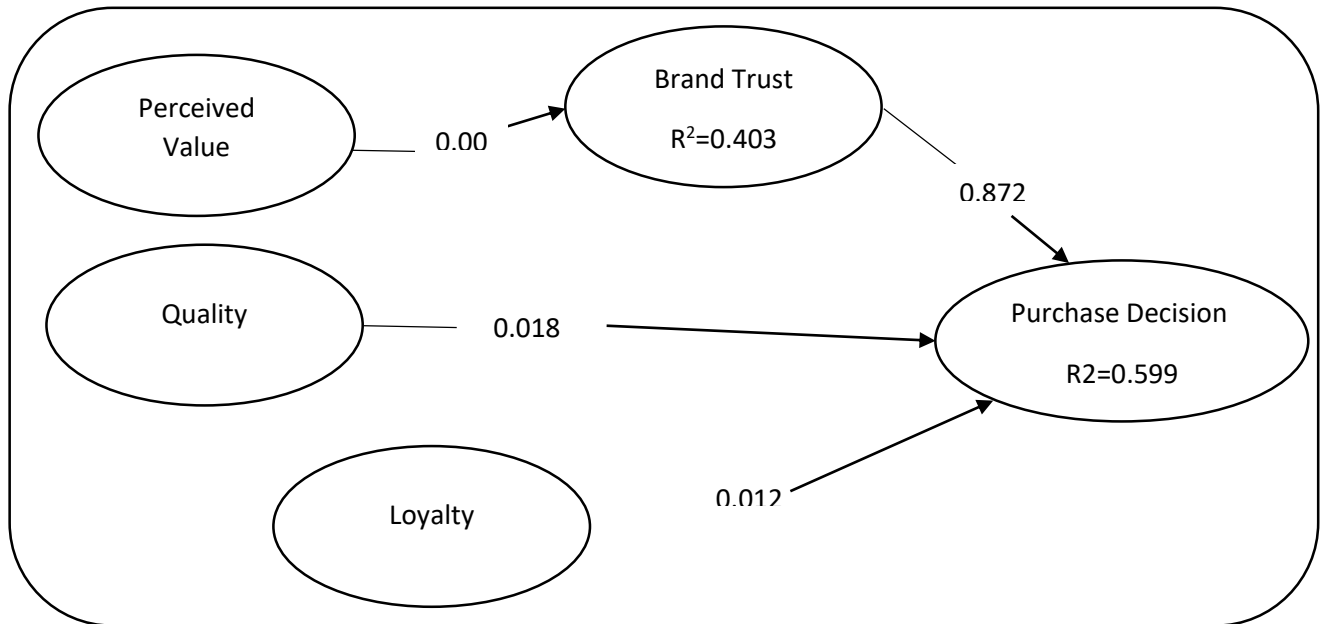 Perceived
Value
0.00
Brand Trust
R²=0.403
0.872
Quality
0.018
Purchase Decision
R2=0.599
Loyalty
0.012